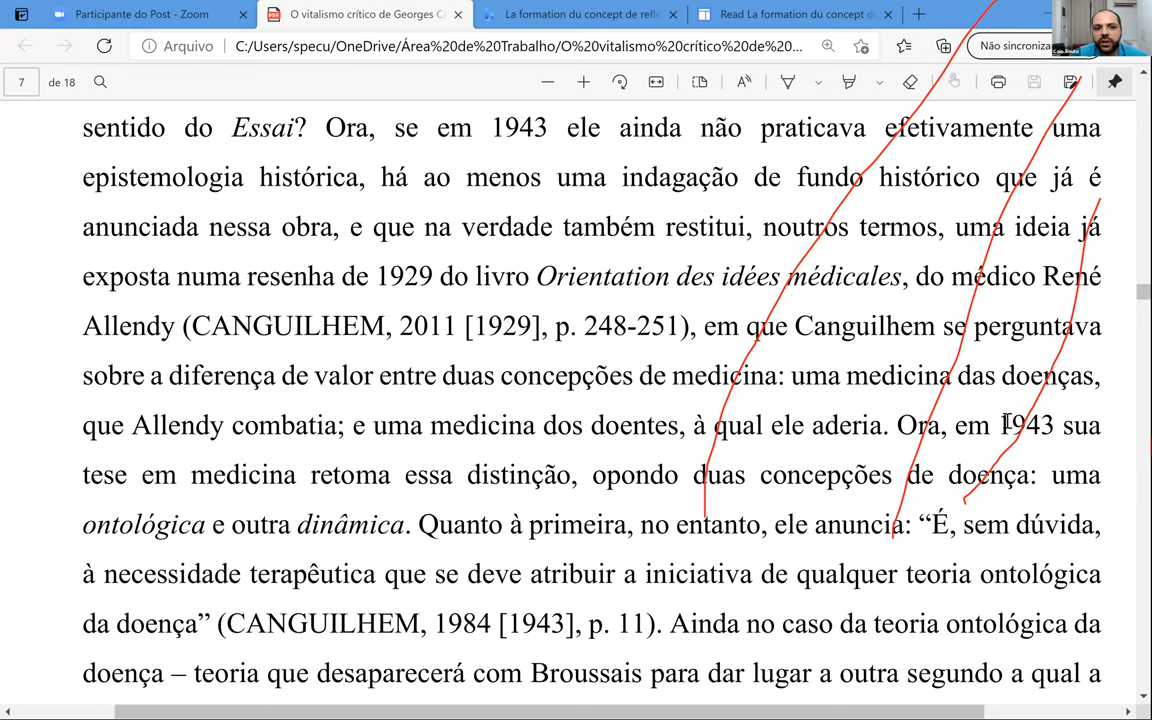 Participante do Post - Zoom
O vitalismo crítico de Georges C
La formation du concept de refle
Read La formation du concept d
Arquivo
C:/Users/specu/OneDrive/Área%20de%20Trabalho/O%20vitalismo%20crítico%20de%20...
Não sincroniza
Caio Souto
7 de 18
sentido do Essai? Ora, se em 1943 ele ainda não praticava efetivamente uma
epistemologia histórica, há ao menos uma indagação de fundo histórico que já é
anunciada nessa obra, e que na verdade também restitui, noutros termos, uma ideia já
exposta numa resenha de 1929 do livro Orientation des idées médicales, do médico René
Allendy (CANGUILHEM, 2011 [1929], p. 248-251), em que Canguilhem se perguntava
sobre a diferença de valor entre duas concepções de medicina: uma medicina das doenças,
que Allendy combatia; e uma medicina dos doentes, à qual ele aderia. Ora, em 1943 sua
tese em medicina retoma essa distinção, opondo duas concepções de doença: uma
ontológica e outra dinâmica. Quanto à primeira, no entanto, ele anuncia: “É, sem dúvida,
à necessidade terapêutica que se deve atribuir a iniciativa de qualquer teoria ontológica
da doença” (CANGUILHEM, 1984 [1943], p. 11). Ainda no caso da teoria ontológica da
doença – teoria que desaparecerá com Broussais para dar lugar a outra segundo a qual a